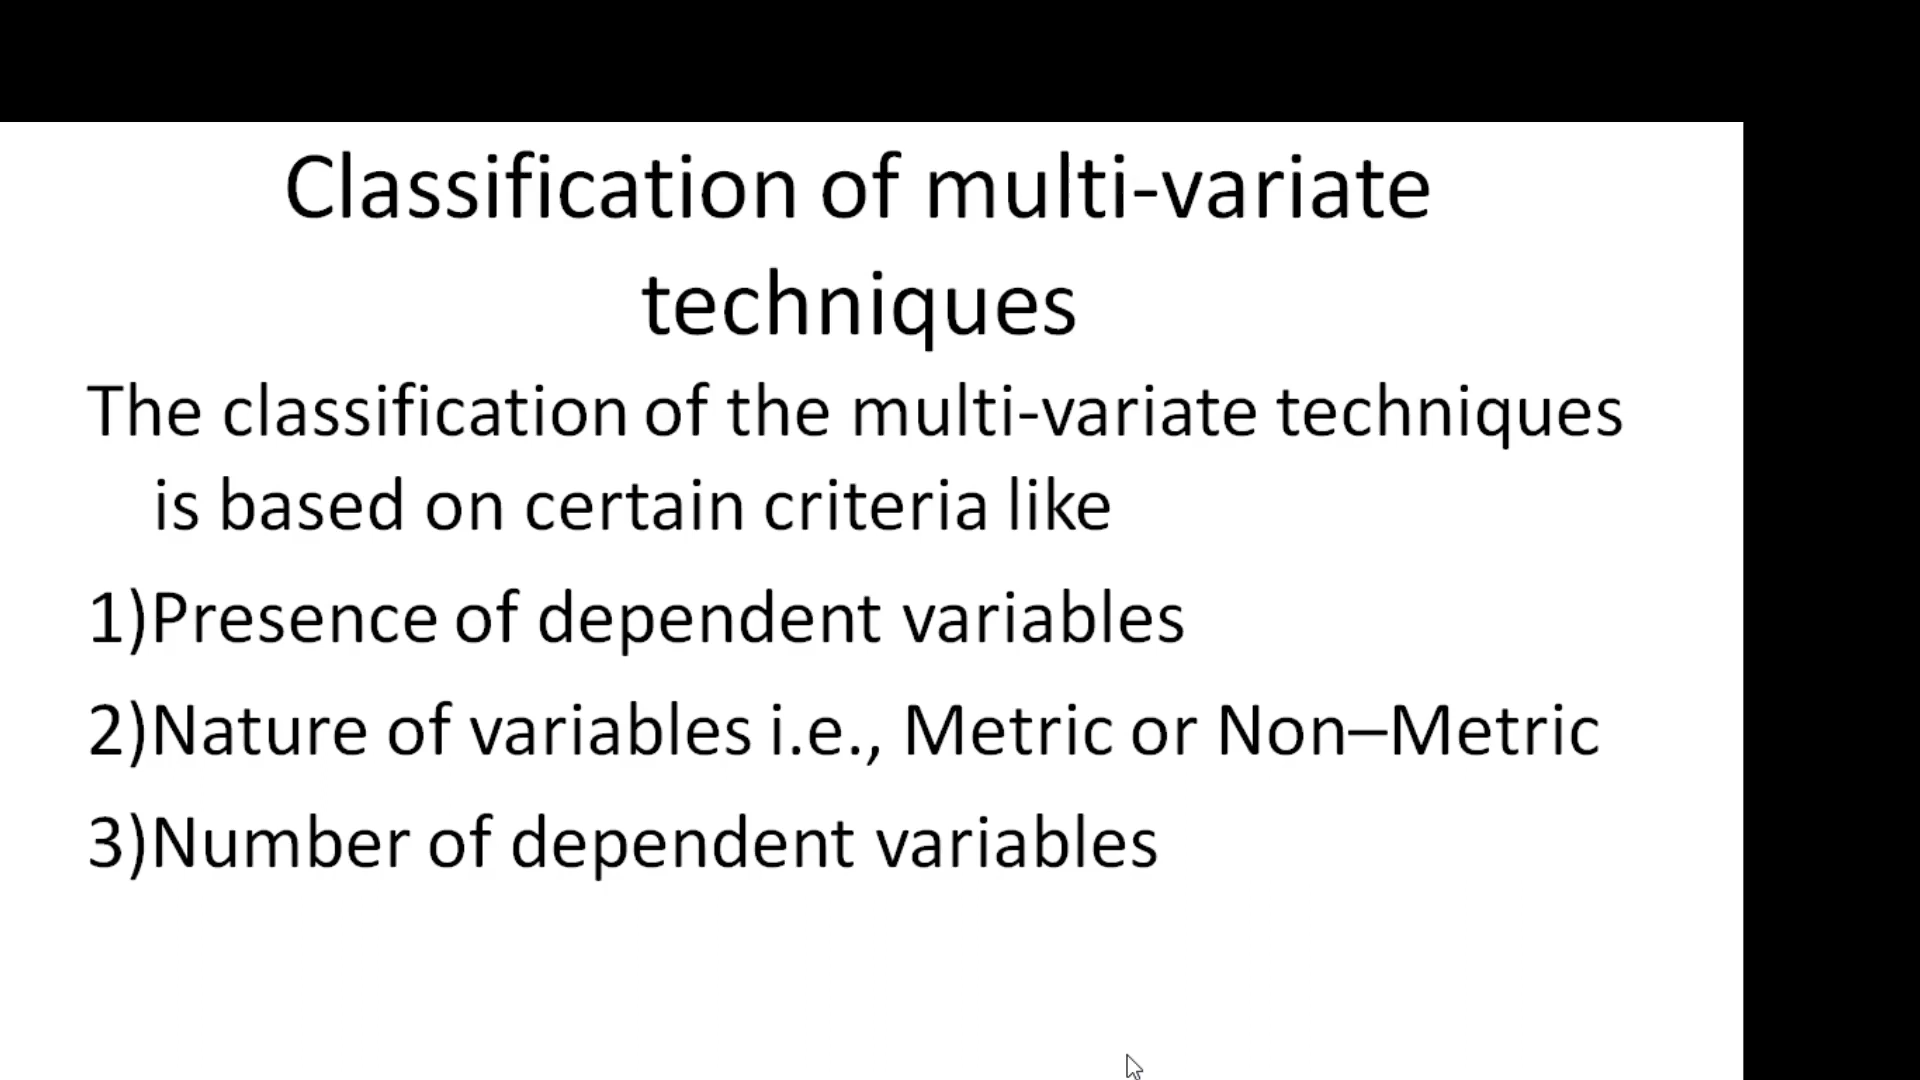 Classification of multi-variate
techniques
The classification of the multi-variate techniques
is based on certain criteria like
1)Presence of dependent variables
2)Nature of variables i.e., Metric or Non–Metric
3)Number of dependent variables